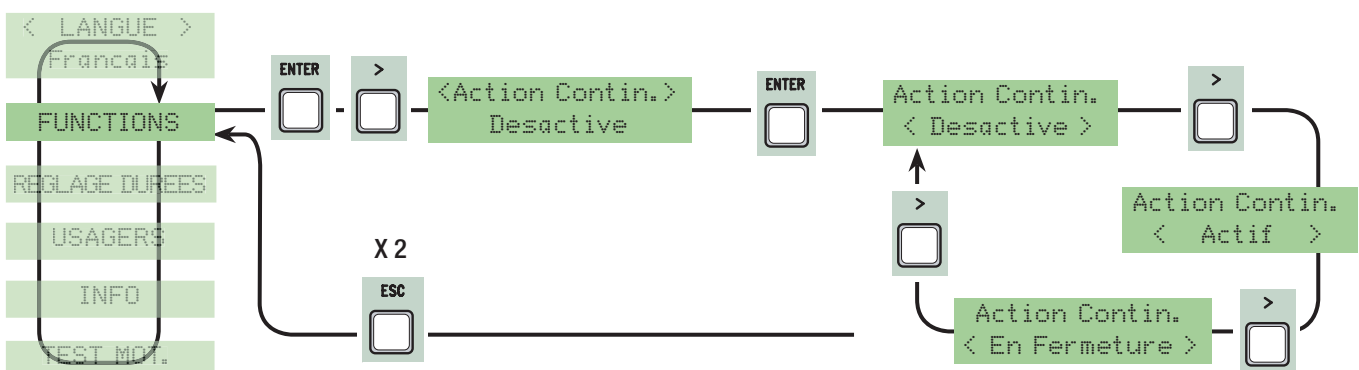 < LANGUE >
Francais
FUNCTIONS
REGLAGE DUREES
USAGERS
INFO
TEST MOT.
ENTER
>
<Action Contin.>
Desactive
ENTER
Action Contin.
< Desactive >
>
Action Contin.
< Actif >
>
Action Contin.
< En Fermeture >
>
X 2
ESC